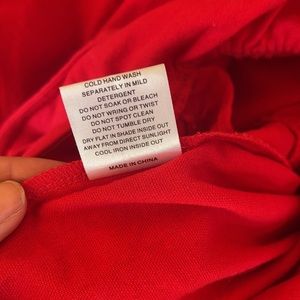 COLD HAND WASH
SEPARATELY IN MILD
DETERGENT
DO NOT SOAK OR BLEACH
DO NOT WRING OR TWIST
DO NOT SPOT CLEAN
DO NOT TUMBLE DRY
DRY FLAT IN SHADE INSIDE OUT
AWAY FROM DIRECT SUNLIGHT
COOL IRON INSIDE OUT
MADE IN CHINA